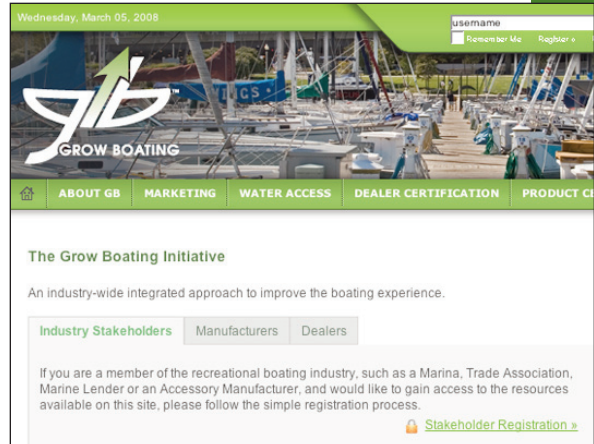 Wednesday, March 05, 2008
username
Remember Me Register »
INGS
GROW BOATING™
ABOUT GB MARKETING WATER ACCESS DEALER CERTIFICATION PRODUCT CE
The Grow Boating Initiative
An industry-wide integrated approach to improve the boating experience.
Industry Stakeholders Manufacturers Dealers
If you are a member of the recreational boating industry, such as a Marina, Trade Association,
Marine Lender or an Accessory Manufacturer, and would like to gain access to the resources
available on this site, please follow the simple registration process.
Stakeholder Registration »